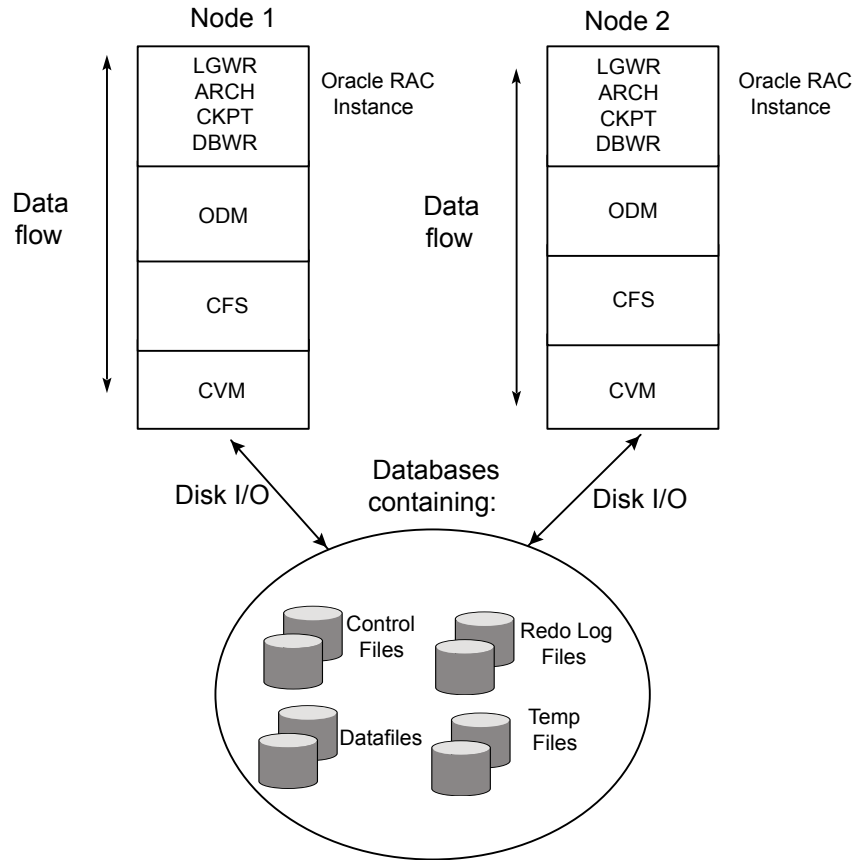 Node 1
LGWR
ARCH
CKPT
DBWR
Oracle RAC
Instance
Data
flow
ODM
CFS
CVM
Node 2
LGWR
ARCH
CKPT
DBWR
Oracle RAC
Instance
Data
flow
ODM
CFS
CVM
Disk I/O
Databases
containing:
Disk I/O
Control
Files
Redo Log
Files
Datafiles
Temp
Files